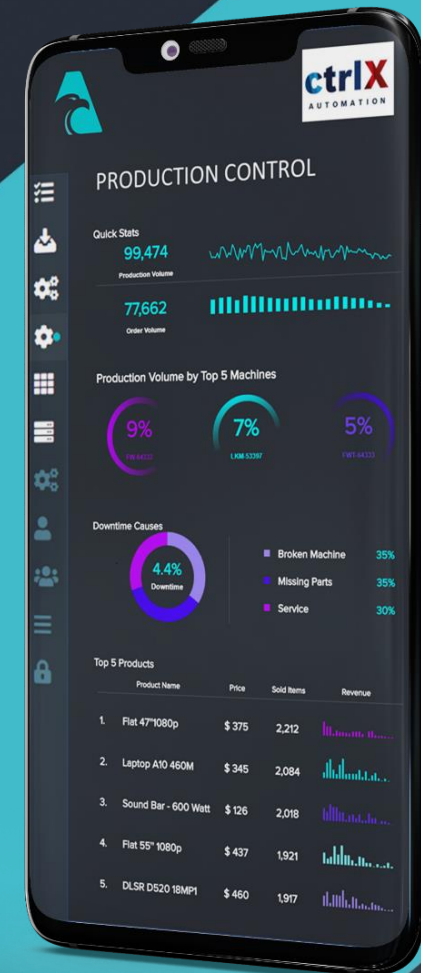 ctrlX
AUTOMATION
PRODUCTION CONTROL
Quick Stats
99,474
Production Volume
77,662
Order Volume
Production Volume by Top 5 Machines
9% 7% 5%
LKM-53397
Downtime Causes
4.4%
Downtime
Broken Machine 35%
Missing Parts 35%
Service 30%
Top 5 Products
Product Name Price Sold Items Revenue
1. Flat 47"1080p $ 375 2,212
2. Laptop A10 460M $ 345 2,084
3. Sound Bar - 600 Watt $ 126 2,018
4. Flat 55" 1080p $ 437 1,921
5. DLSR D520 18MP1 $ 460 1,917